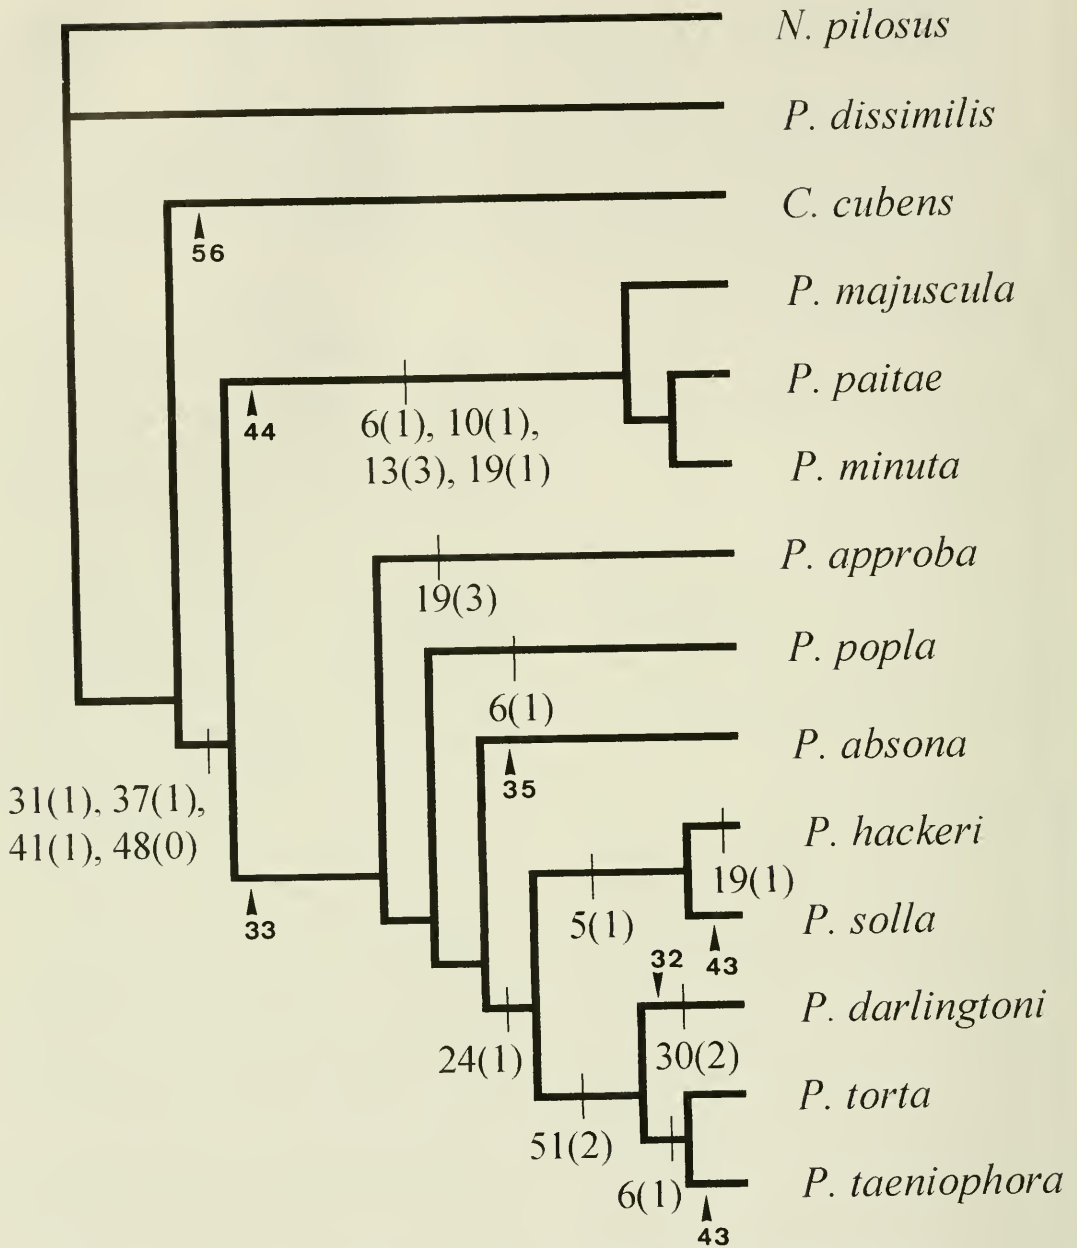 N. pilosus
P. dissimilis
C. cubens
56
P. majuscula
P. paitae
44
6(1), 10(1),
13(3), 19(1)
P. minuta
P. approba
19(3)
P. popla
6(1)
P. absona
35
31(1), 37(1),
41(1), 48(0)
P. hackeri
19(1)
5(1)
P. solla
33
32
43
P. darlingtoni
24(1)
30(2)
P. torta
51(2)
6(1)
P. taeniophora
43